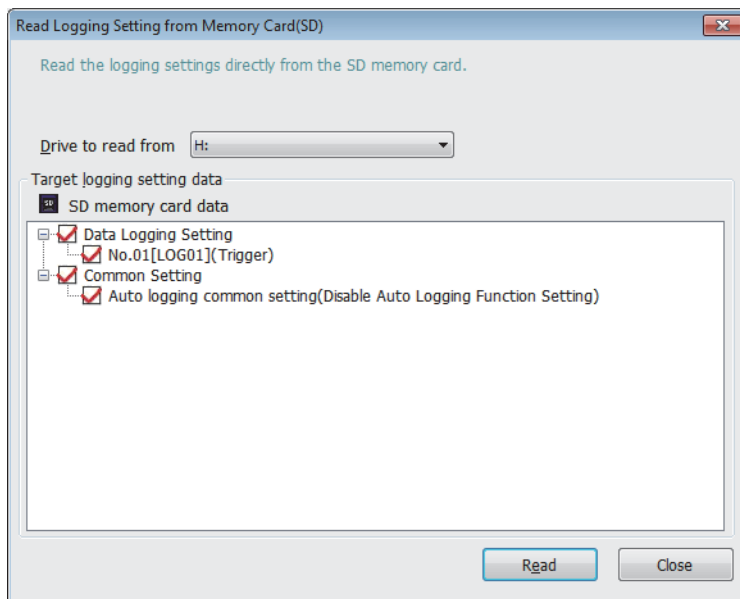 Read Logging Setting from Memory Card(SD)
Read the logging settings directly from the SD memory card.
Drive to read from H:
Target logging setting data
SD SD memory card data
Data Logging Setting
No.01[LOG01](Trigger)
Common Setting
Auto logging common setting(Disable Auto Logging Function Setting)
Read Close